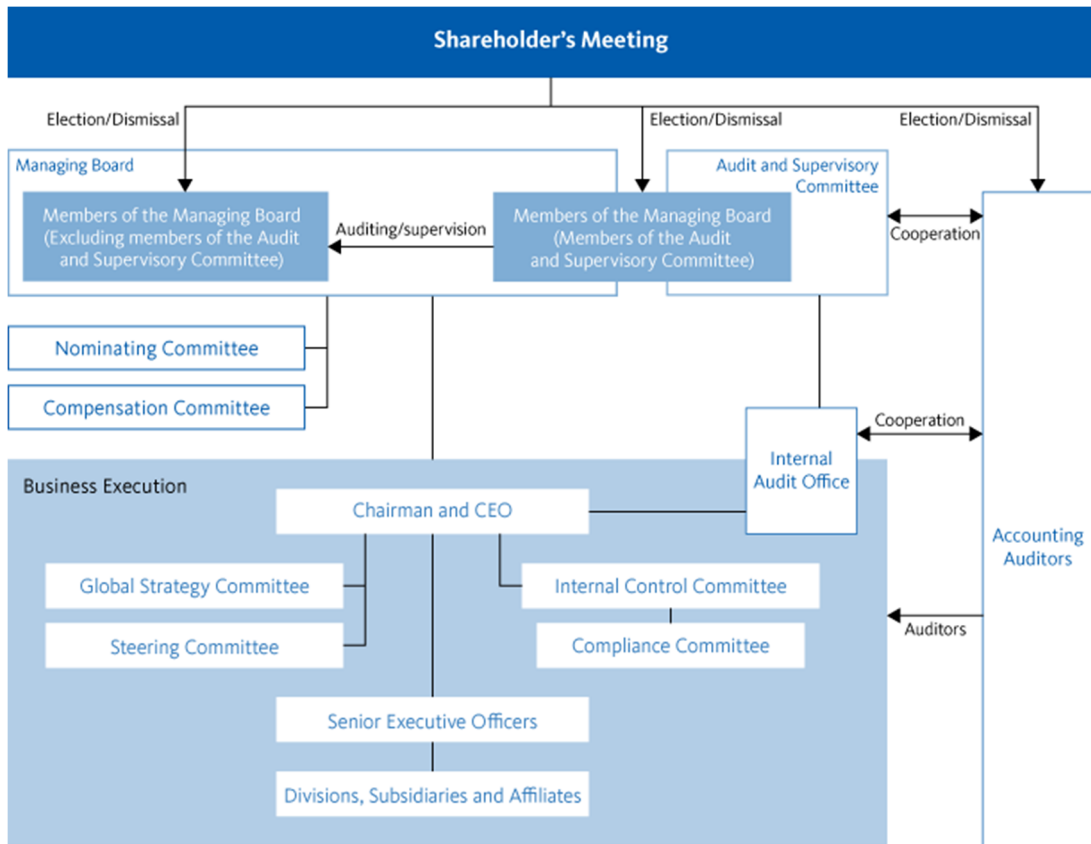 Shareholder's Meeting
Election/Dismissal
Election/Dismissal
Election/Dismissal
Managing Board
Audit and Supervisory
Committee
Members of the Managing Board
(Excluding members of the Audit
and Supervisory Committee)
Auditing/supervision
Members of the Managing Board
(Members of the Audit
and Supervisory Committee)
Cooperation
Nominating Committee
Compensation Committee
Cooperation
Internal
Audit Office
Business Execution
Chairman and CEO
Accounting
Auditors
Global Strategy Committee
Internal Control Committee
Auditors
Steering Committee
Compliance Committee
Senior Executive Officers
Divisions, Subsidiaries and Affiliates